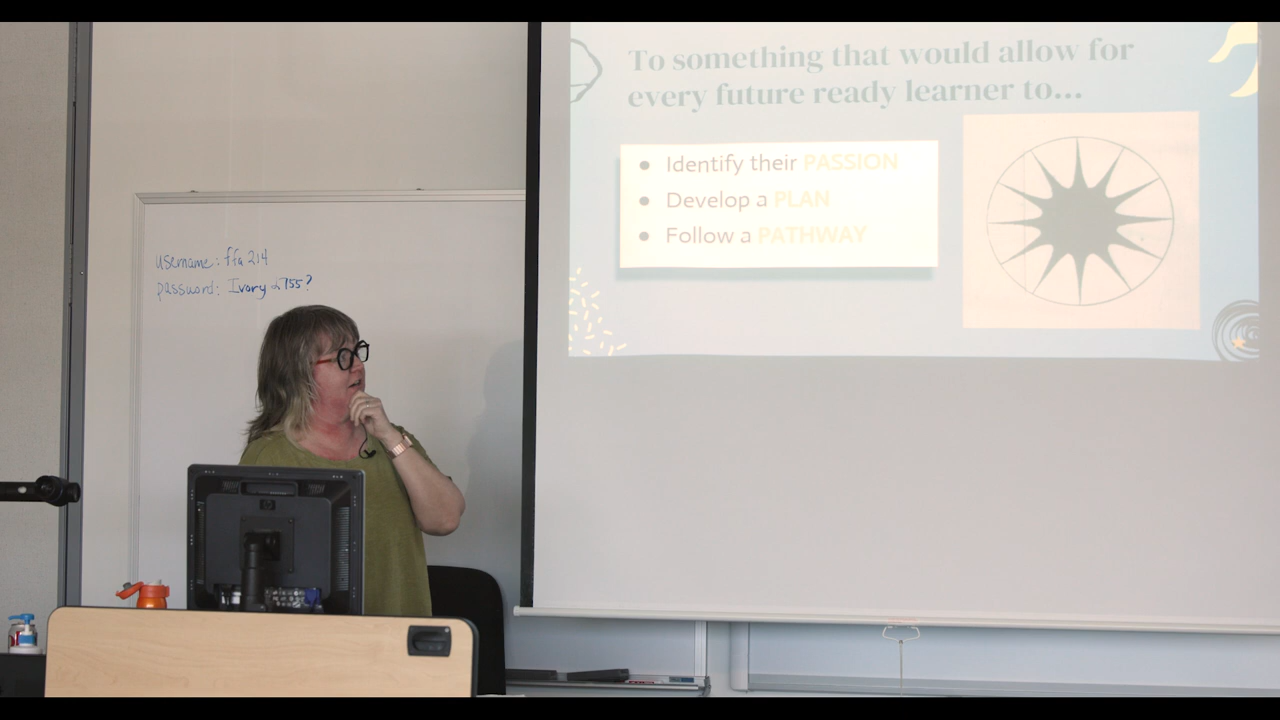 To something that would allow for
every future ready learner to...
• Identify their PASSION
• Develop a PLAN
• Follow a PATHWAY
username: ffa 214
password: